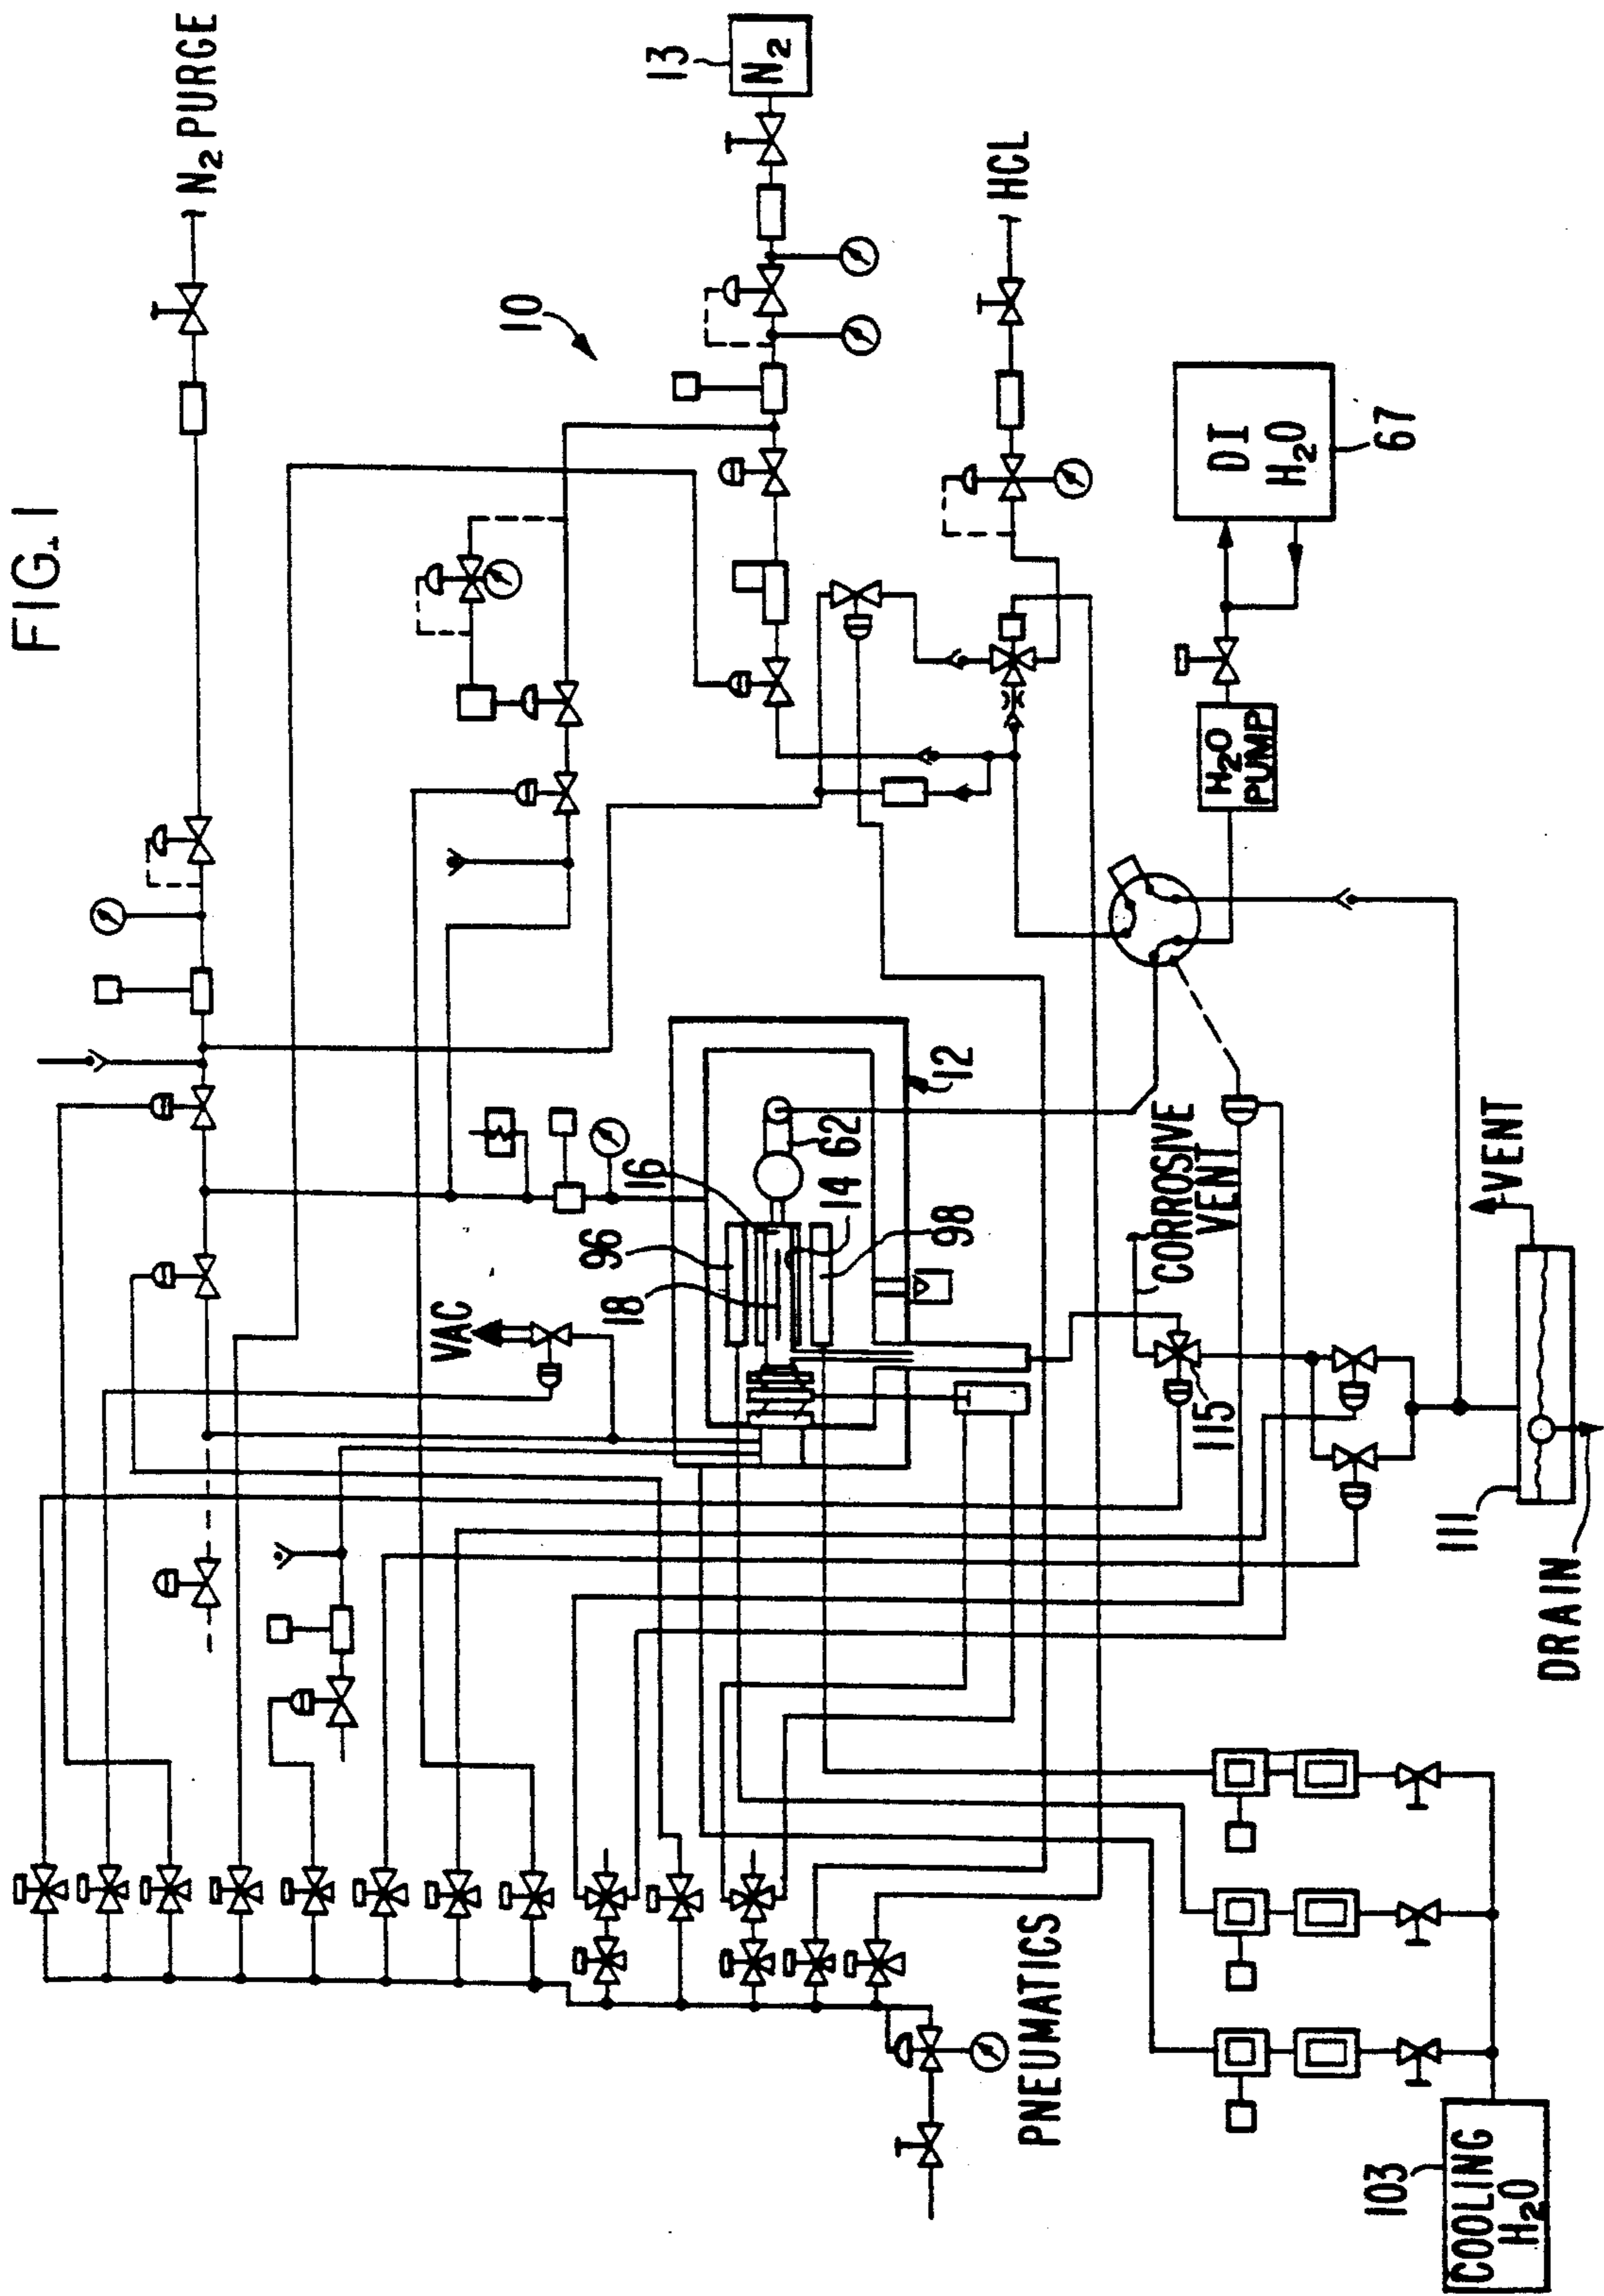 FIG. 1
N2 PURGE
13
N2
10
HCL
DI
H2O
67
H2O
PUMP
12
62
16
14
96
98
18
VAC
CORROSIVE
VENT
115
VENT
111
DRAIN
PNEUMATICS
103
COOLING
H2O